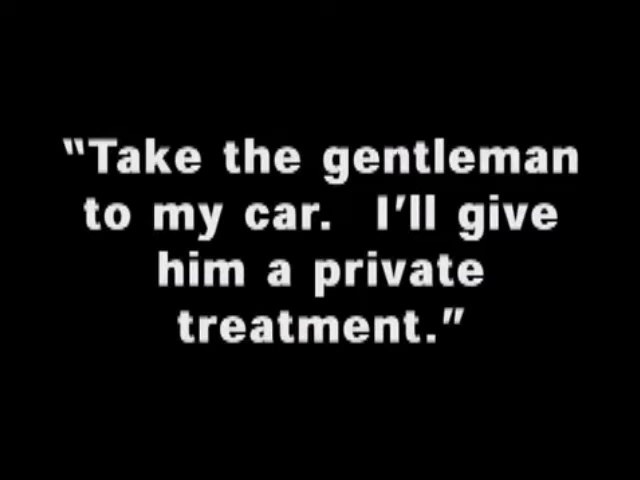 "Take the gentleman
to my car.  I'll give
him a private
treatment."